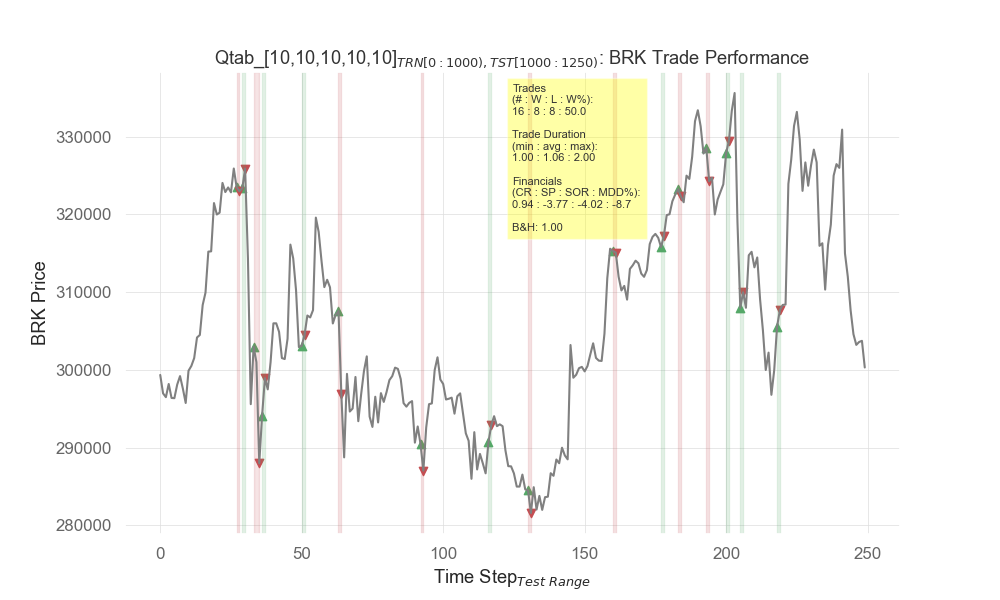 Qtab_[10,10,10,10,10]TRN[0 : 1000), TST[1000 : 1250) : BRK Trade Performance
Trades
(# : W : L : W%):
16 : 8 : 8 : 50.0
Trade Duration
(min : avg : max):
1.00 : 1.06 : 2.00
Financials
(CR : SP : SOR : MDD%):
0.94 : -3.77 : -4.02 : -8.7
B&H: 1.00
BRK Price
330000
320000
310000
300000
290000
280000
0 50 100 150 200 250
Time Step Test Range